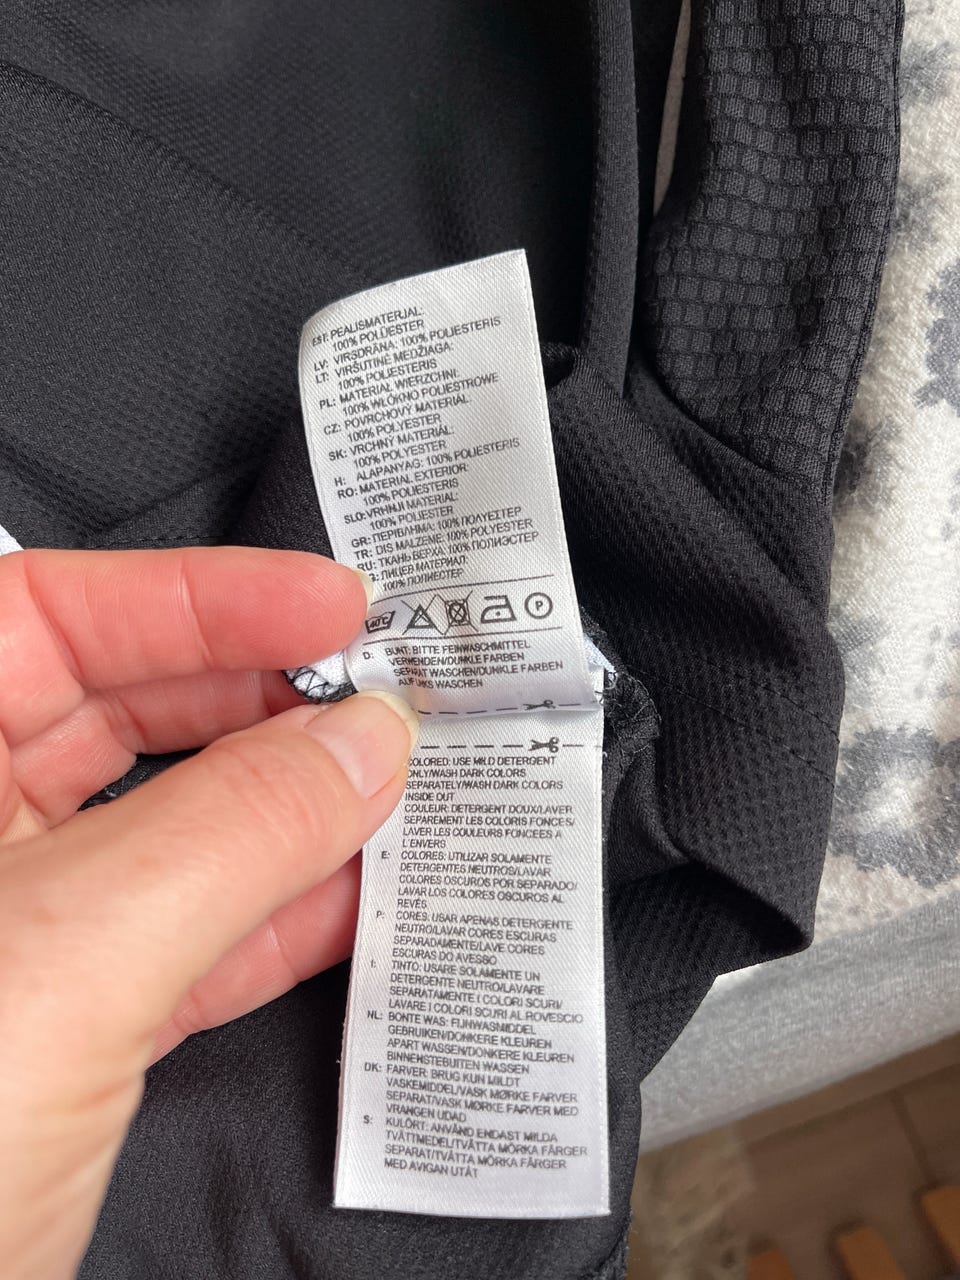 EST: PEALISMATERJAL:
100% POLÜESTER
LV: VIRSDRĀNA: 100% POLIESTERIS
LT: VIRŠUTINĖ MEDŽIAGA:
100% POLIESTERIS
PL: MATERIAŁ WIERZCHNI:
100% WŁÓKNO POLIESTROWE
CZ: POVRCHOVÝ MATERIÁL:
100% POLYESTER
SK: VRCHNÝ MATERIÁL:
100% POLYESTER
H: ALAPANYAG: 100% POLIÉSZTERIS
RO: MATERIAL EXTERIOR:
100% POLIESTERIS
SLO: VRHNJI MATERIAL:
100% POLIESTER
GR: ΠΕΡΙΒΛΗΜΑ: 100% ΠΟΛΥΕΣΤΕΡ
TR: DIS MALZEME: 100% POLYESTER
RU: ТКАНЬ ВЕРХА: 100% ПОЛИЭСТЕР
ЛИЦЕВ МАТЕРИАЛ:
100% ПОЛИЕСТЕР
40°C P
D: BUNT: BITTE FEINWASCHMITTEL
VERWENDEN/DUNKLE FARBEN
SEPARAT WASCHEN/DUNKLE FARBEN
AUF LINKS WASCHEN
COLORED: USE MILD DETERGENT
ONLY/WASH DARK COLORS
SEPARATELY/WASH DARK COLORS
INSIDE OUT
COULEUR: DETERGENT DOUX/LAVER
SEPAREMENT LES COLORIS FONCES/
LAVER LES COULEURS FONCEES A
L'ENVERS
E: COLORES: UTILIZAR SOLAMENTE
DETERGENTES NEUTROS/LAVAR
COLORES OSCUROS POR SEPARADO/
LAVAR LOS COLORES OSCUROS AL
REVÉS
P: CORES: USAR APENAS DETERGENTE
NEUTRO/LAVAR CORES ESCURAS
SEPARADAMENTE/LAVE CORES
ESCURAS DO AVESSO
I: TINTO: USARE SOLAMENTE UN
DETERGENTE NEUTRO/LAVARE
SEPARATAMENTE I COLORI SCURI/
LAVARE I COLORI SCURI AL ROVESCIO
NL: BONTE WAS: FIJNWASMIDDEL
GEBRUIKEN/DONKERE KLEUREN
APART WASSEN/DONKERE KLEUREN
BINNENSTEBUITEN WASSEN
DK: FARVER: BRUG KUN MILDT
VASKEMIDDEL/VASK MØRKE FARVER
SEPARAT/VASK MØRKE FARVER MED
VRANGEN UDAD
S: KULÖRT: ANVÄND ENDAST MILDA
TVÄTTMEDEL/TVÄTTA MÖRKA FÄRGER
SEPARAT/TVÄTTA MÖRKA FÄRGER
MED AVIGAN UTÅT